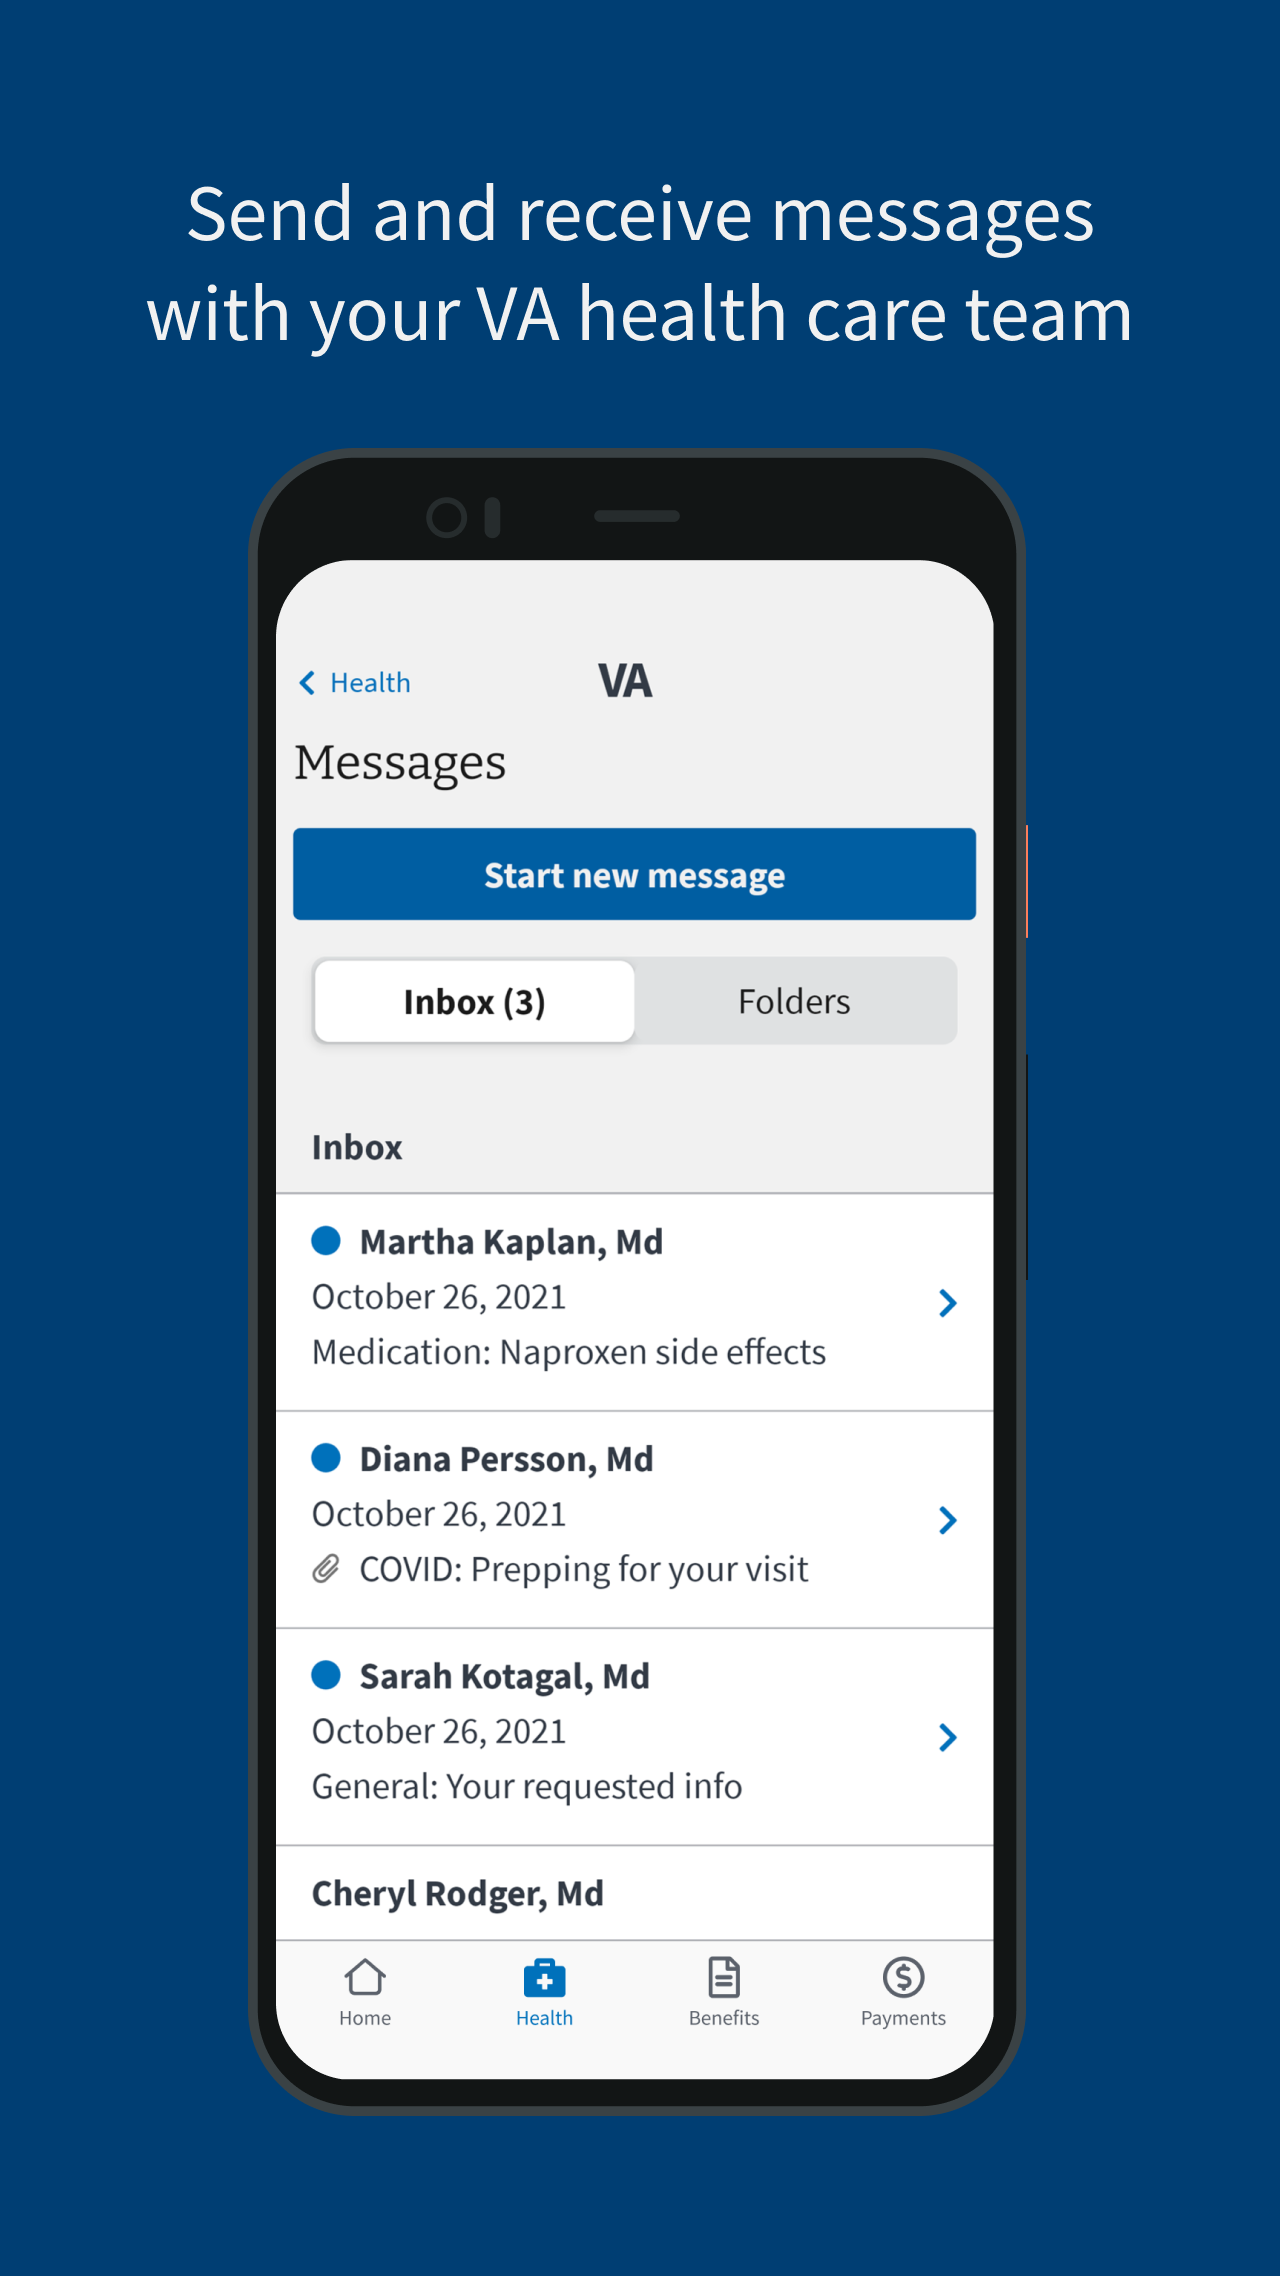 Send and receive messages
with your VA health care team
Health
VA
Messages
Start new message
Inbox (3)
Folders
Inbox
Martha Kaplan, Md
October 26, 2021
Medication: Naproxen side effects
Diana Persson, Md
October 26, 2021
COVID: Prepping for your visit
Sarah Kotagal, Md
October 26, 2021
General: Your requested info
Cheryl Rodger, Md
Home
Health
Benefits
Payments